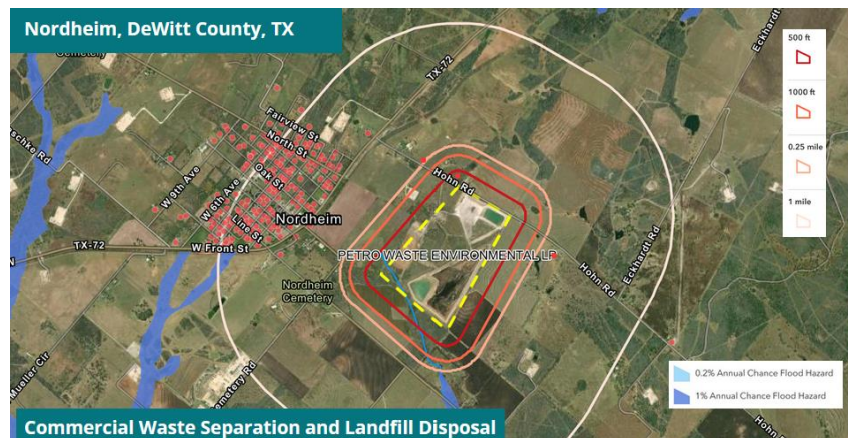 Nordheim, DeWitt County, TX
Cemetery
TX-72
Eckhardt Rd
500 ft
1000 ft
0.25 mile
1 mile
Fairview St
North St
W 9th Ave
W 6th Ave
Oak St
Line St
Nordheim
Hohn Rd
TX-72
W Front St
PETRO WASTE ENVIRONMENTAL LP
Nordheim
Cemetery
Hohn Rd
Eckhardt Rd
Mueller Cir
Cemetery Rd
Hohn Rd
0.2% Annual Chance Flood Hazard
1% Annual Chance Flood Hazard
Commercial Waste Separation and Landfill Disposal